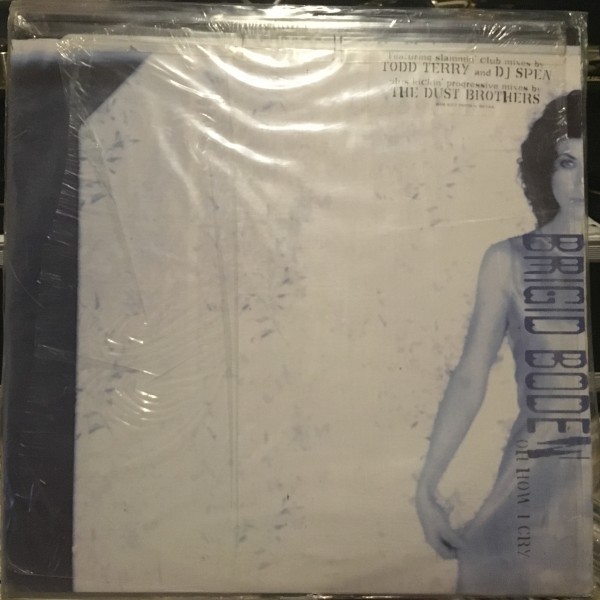 Featuring slammin' Club mixes by
TODD TERRY and DJ SPEN
plus kickin' progressive mixes by
THE DUST BROTHERS
BRIGID BODEN
OH HOW I CRY